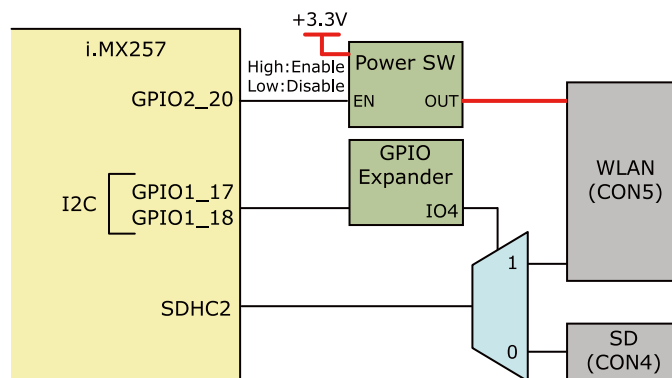 +3.3V
i.MX257
High:Enable
Low:Disable
Power SW
GPIO2_20
EN
OUT
GPIO
Expander
IO4
I2C
GPIO1_17
GPIO1_18
WLAN
(CON5)
1
SDHC2
0
SD
(CON4)